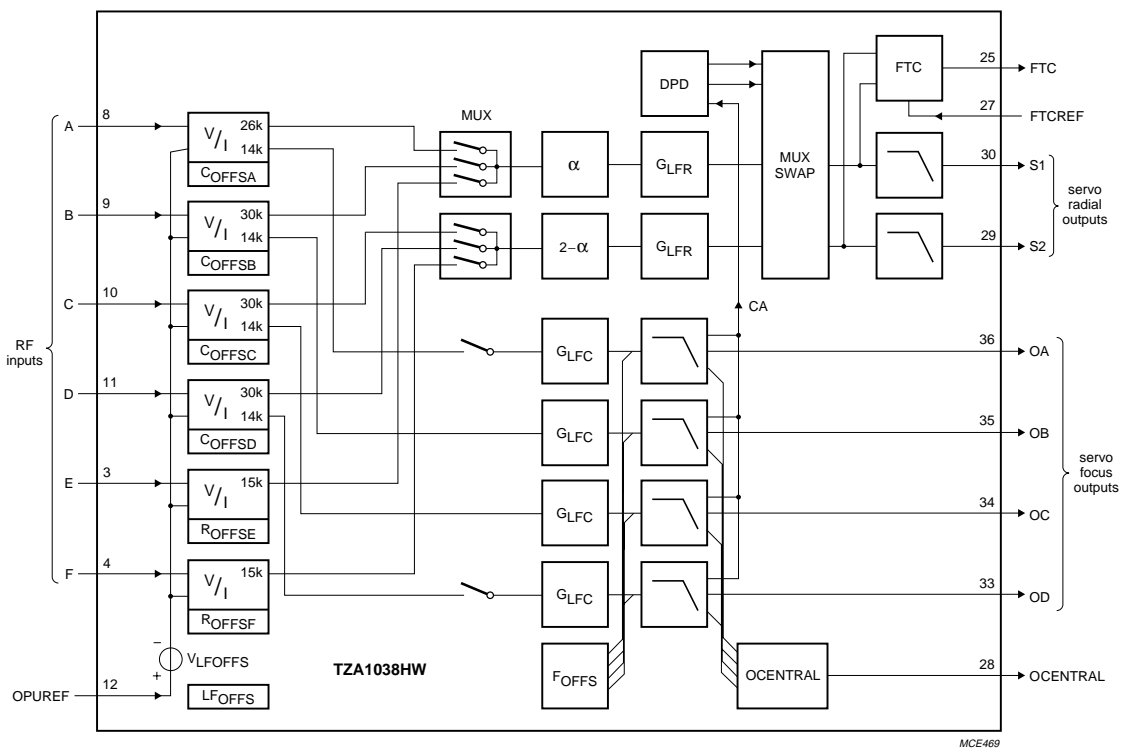 DPD
FTC
25
FTC
27
FTCREF
MUX
8
A
V/I
26k
14k
COFFSA
α
GLFR
MUX
SWAP
30
S1
servo
radial
outputs
9
B
V/I
30k
14k
COFFSB
2–α
GLFR
29
S2
10
C
V/I
30k
14k
COFFSC
CA
RF
inputs
GLFC
36
OA
11
D
V/I
30k
14k
COFFSD
GLFC
35
OB
servo
focus
outputs
3
E
V/I
15k
ROFFSE
GLFC
34
OC
4
F
V/I
15k
ROFFSF
GLFC
33
OD
–
VLFOFFS
+
TZA1038HW
FOFFS
OCENTRAL
28
OCENTRAL
12
OPUREF
LFOFFS
MCE469